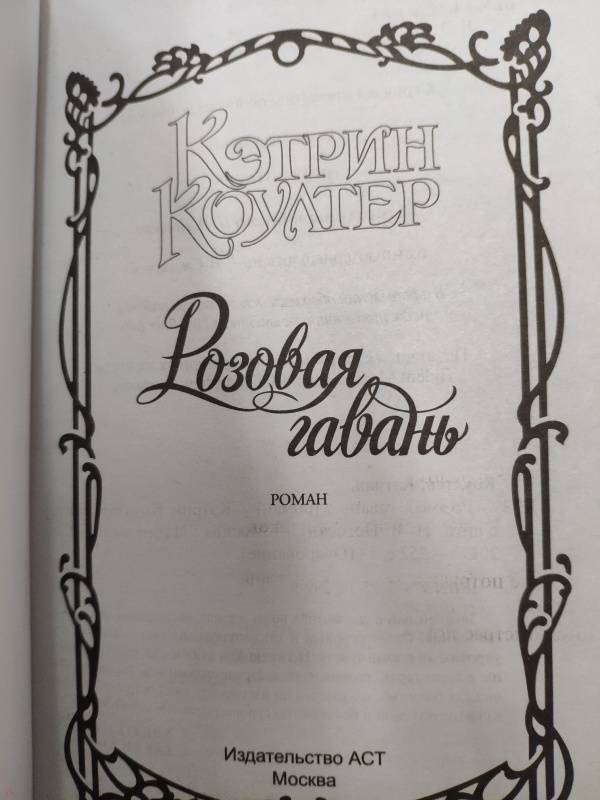 Кэтрин
Коултер
Розовая
гавань
РОМАН
Издательство АСТ
Москва